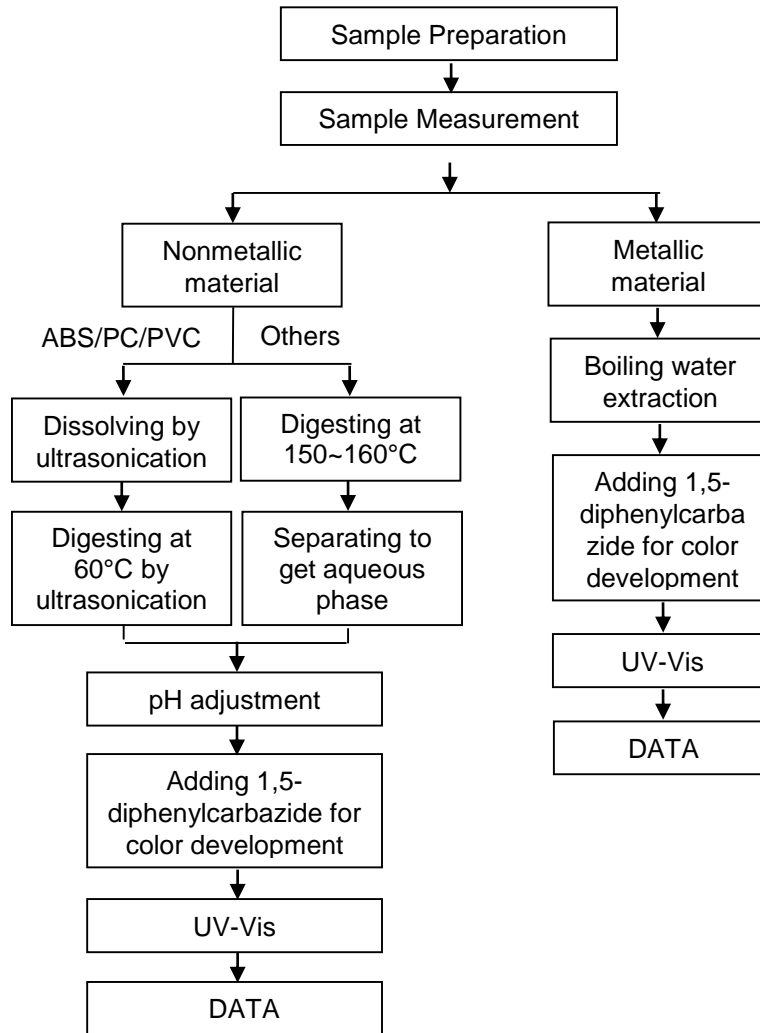 Sample Preparation
Sample Measurement
Nonmetallic
material
ABS/PC/PVC
Others
Dissolving by
ultrasonication
Digesting at
150~160°C
Digesting at
60°C by
ultrasonication
Separating to
get aqueous
phase
pH adjustment
Adding 1,5-
diphenylcarbazide for
color development
UV-Vis
DATA
Metallic
material
Boiling water
extraction
Adding 1,5-
diphenylcarba
zide for color
development
UV-Vis
DATA